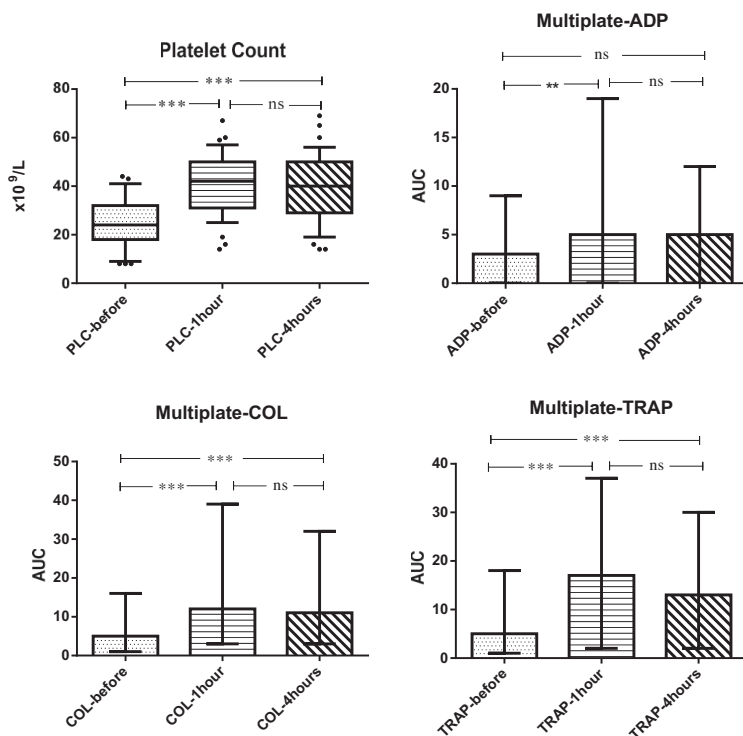 Platelet Count
***
***
ns
x10 9/L
80
60
40
20
0
PLC-before
PLC-1hour
PLC-4hours
Multiplate-ADP
ns
**
ns
AUC
20
15
10
5
0
ADP-before
ADP-1hour
ADP-4hours
Multiplate-COL
***
***
ns
AUC
50
40
30
20
10
0
COL-before
COL-1hour
COL-4hours
Multiplate-TRAP
***
***
ns
AUC
40
30
20
10
0
TRAP-before
TRAP-1hour
TRAP-4hours